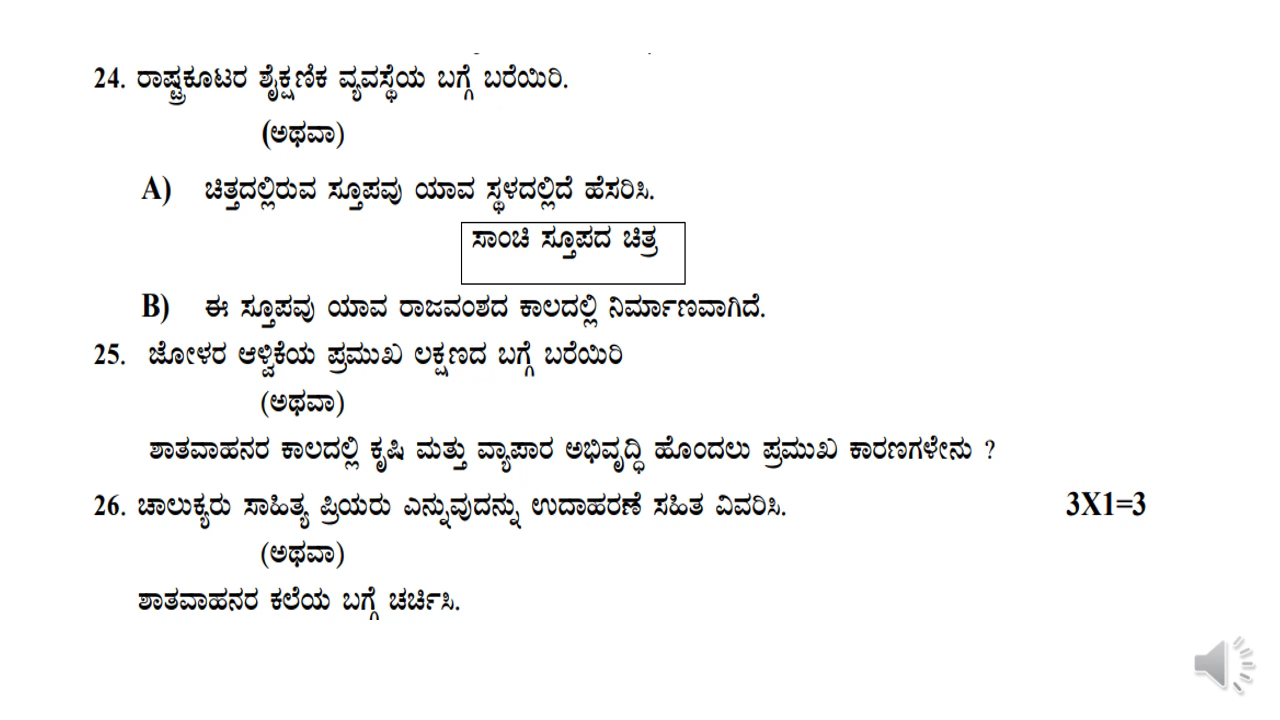 24. ರಾಷ್ಟ್ರಕೂಟರ ಶೈಕ್ಷಣಿಕ ವ್ಯವಸ್ಥೆಯ ಬಗ್ಗೆ ಬರೆಯಿರಿ.
(ಅಥವಾ)
A) ಚಿತ್ತದಲ್ಲಿರುವ ಸ್ತೂಪವು ಯಾವ ಸ್ಥಳದಲ್ಲಿದೆ ಹೆಸರಿಸಿ.
ಸಾಂಚಿ ಸ್ತೂಪದ ಚಿತ್ರ
B) ಈ ಸ್ತೂಪವು ಯಾವ ರಾಜವಂಶದ ಕಾಲದಲ್ಲಿ ನಿರ್ಮಾಣವಾಗಿದೆ.
25. ಜೋಳರ ಆಳ್ವಿಕೆಯ ಪ್ರಮುಖ ಲಕ್ಷಣದ ಬಗ್ಗೆ ಬರೆಯಿರಿ
(ಅಥವಾ)
ಶಾತವಾಹನರ ಕಾಲದಲ್ಲಿ ಕೃಷಿ ಮತ್ತು ವ್ಯಾಪಾರ ಅಭಿವೃದ್ಧಿ ಹೊಂದಲು ಪ್ರಮುಖ ಕಾರಣಗಳೇನು ?
26. ಚಾಲುಕ್ಯರು ಸಾಹಿತ್ಯ ಪ್ರಿಯರು ಎನ್ನುವುದನ್ನು ಉದಾಹರಣೆ ಸಹಿತ ವಿವರಿಸಿ. 3X1=3
(ಅಥವಾ)
ಶಾತವಾಹನರ ಕಲೆಯ ಬಗ್ಗೆ ಚರ್ಚಿಸಿ.